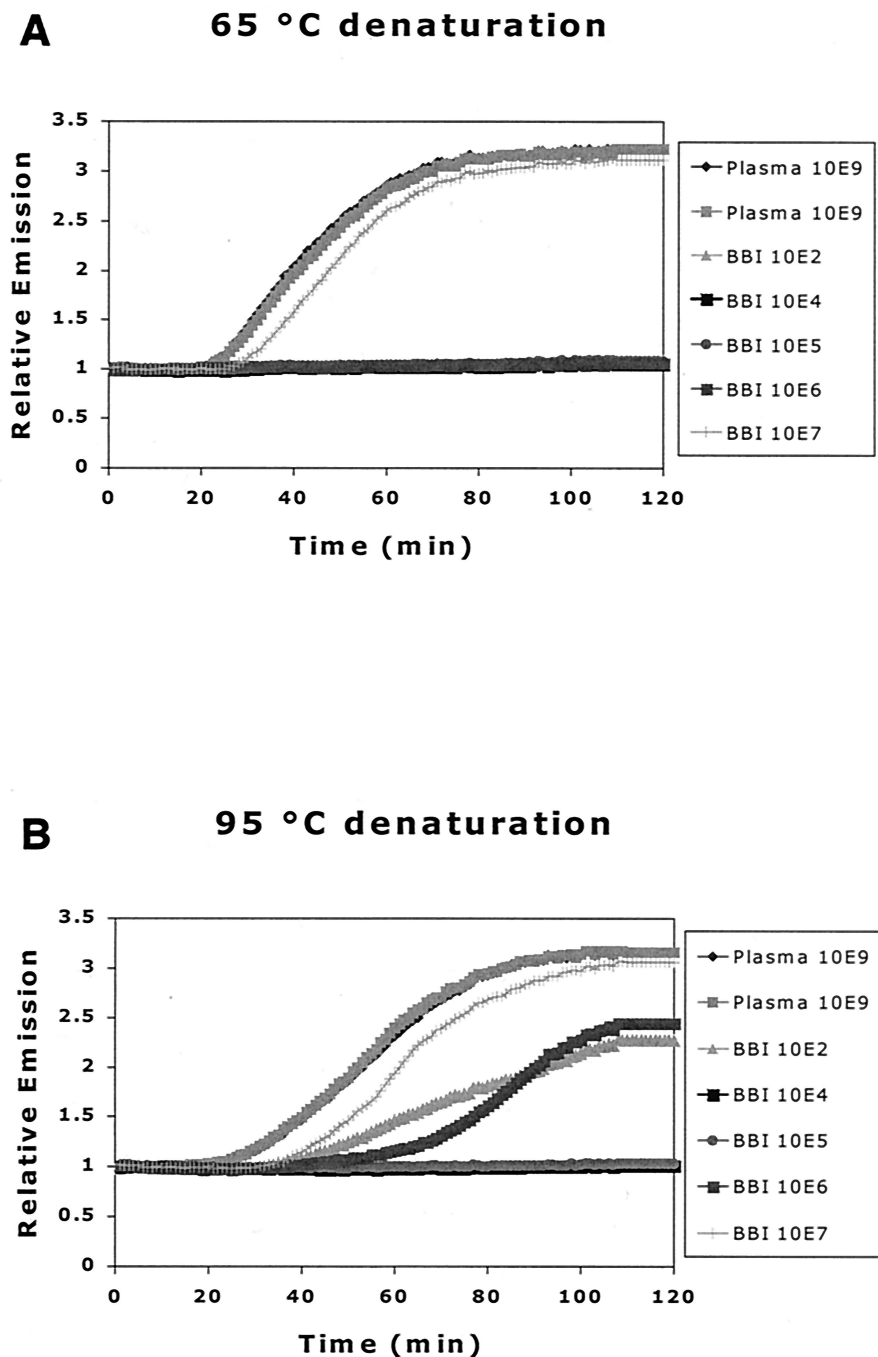 A
65 °C denaturation
Relative Emission
3.5
3
2.5
2
1.5
1
0.5
0
0 20 40 60 80 100 120
Time (min)
Plasma 10E9
Plasma 10E9
BBI 10E2
BBI 10E4
BBI 10E5
BBI 10E6
BBI 10E7
B
95 °C denaturation
Relative Emission
3.5
3
2.5
2
1.5
1
0.5
0
0 20 40 60 80 100 120
Time (min)
Plasma 10E9
Plasma 10E9
BBI 10E2
BBI 10E4
BBI 10E5
BBI 10E6
BBI 10E7